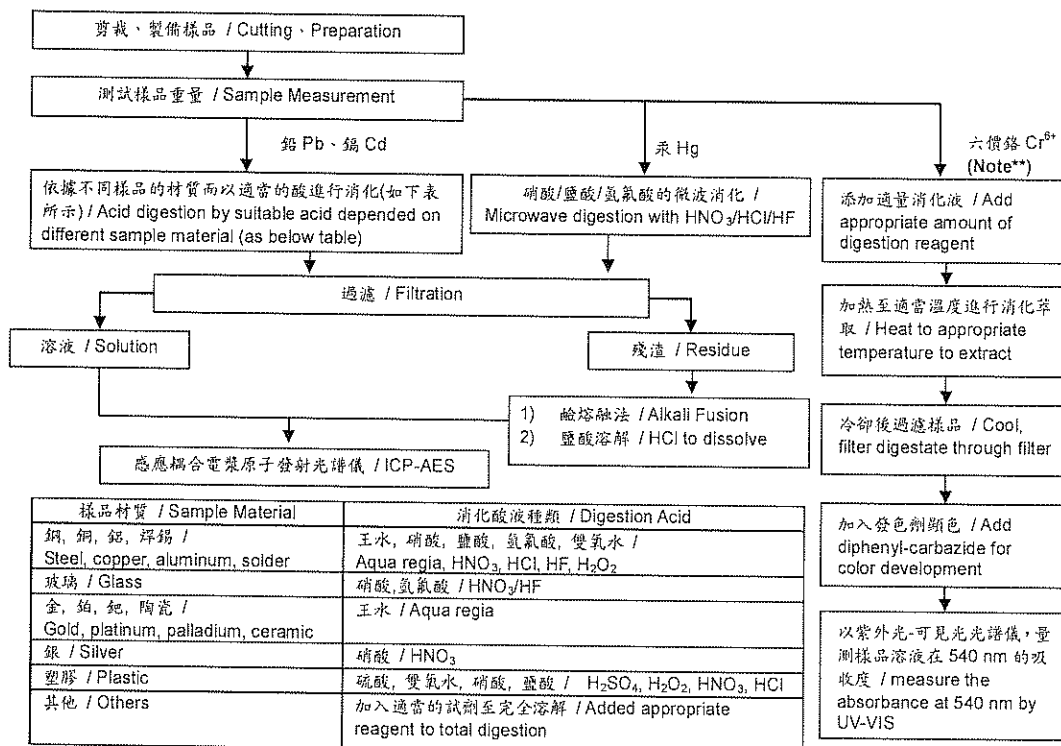 剪裁、製備樣品 / Cutting、Preparation
測試樣品重量 / Sample Measurement
鉛 Pb、鎘 Cd
汞 Hg
六價鉻 Cr⁶⁺
(Note**)
依據不同樣品的材質而以適當的酸進行消化(如下表
所示) / Acid digestion by suitable acid depended on
different sample material (as below table)
硝酸/鹽酸/氫氟酸的微波消化 /
Microwave digestion with HNO₃/HCl/HF
添加適量消化液 / Add
appropriate amount of
digestion reagent
過濾 / Filtration
加熱至適當溫度進行消化萃
取 / Heat to appropriate
temperature to extract
溶液 / Solution
殘渣 / Residue
1) 鹼熔融法 / Alkali Fusion
2) 鹽酸溶解 / HCl to dissolve
冷卻後過濾樣品 / Cool,
filter digestate through filter
感應耦合電漿原子發射光譜儀 / ICP-AES
加入發色劑顯色 / Add
diphenyl-carbazide for
color development
以紫外光-可見光光譜儀,量
測樣品溶液在 540 nm 的吸
收度 / measure the
absorbance at 540 nm by
UV-VIS
樣品材質 / Sample Material
消化酸液種類 / Digestion Acid
鋼, 銅, 鋁, 焊錫 /
Steel, copper, aluminum, solder
王水, 硝酸, 鹽酸, 氫氟酸, 雙氧水 /
Aqua regia, HNO₃, HCl, HF, H₂O₂
玻璃 / Glass
硝酸,氫氟酸 / HNO₃/HF
金, 鉑, 鈀, 陶瓷 /
Gold, platinum, palladium, ceramic
王水 / Aqua regia
銀 / Silver
硝酸 / HNO₃
塑膠 / Plastic
硫酸, 雙氧水, 硝酸, 鹽酸 / H₂SO₄, H₂O₂, HNO₃, HCl
其他 / Others
加入適當的試劑至完全溶解 / Added appropriate
reagent to total digestion